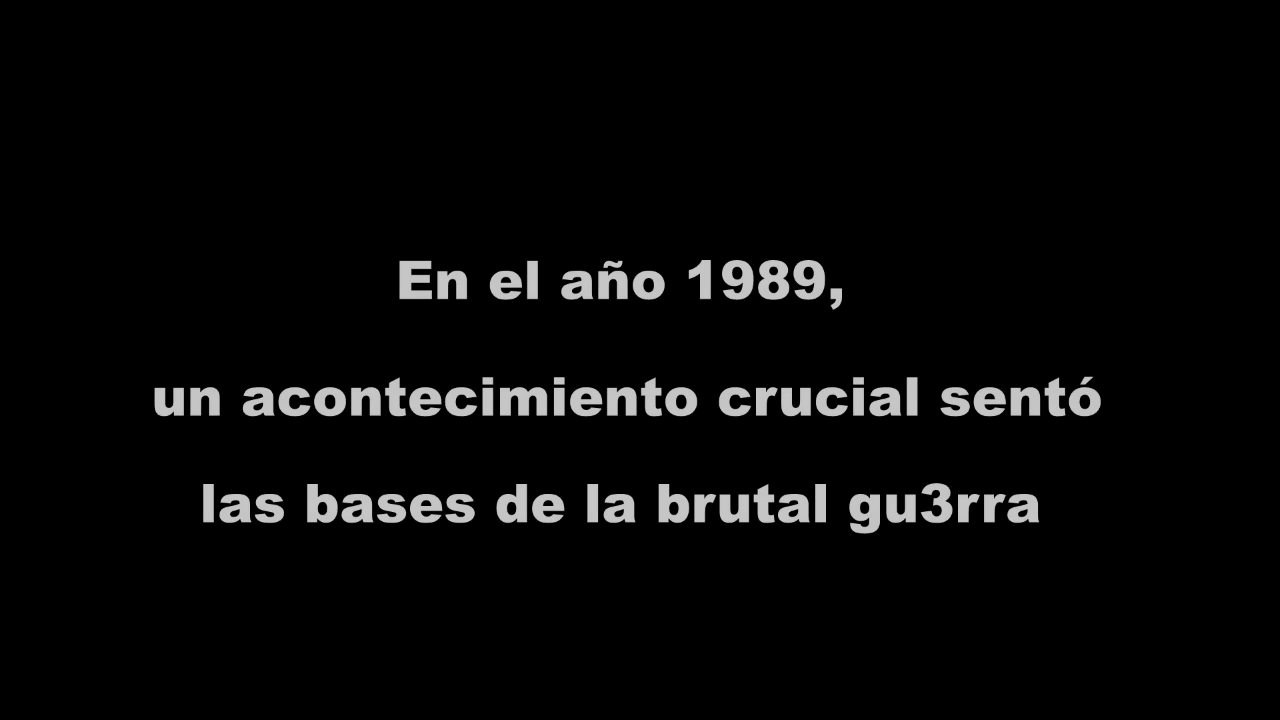 En el año 1989,
un acontecimiento crucial sentó
las bases de la brutal gu3rra